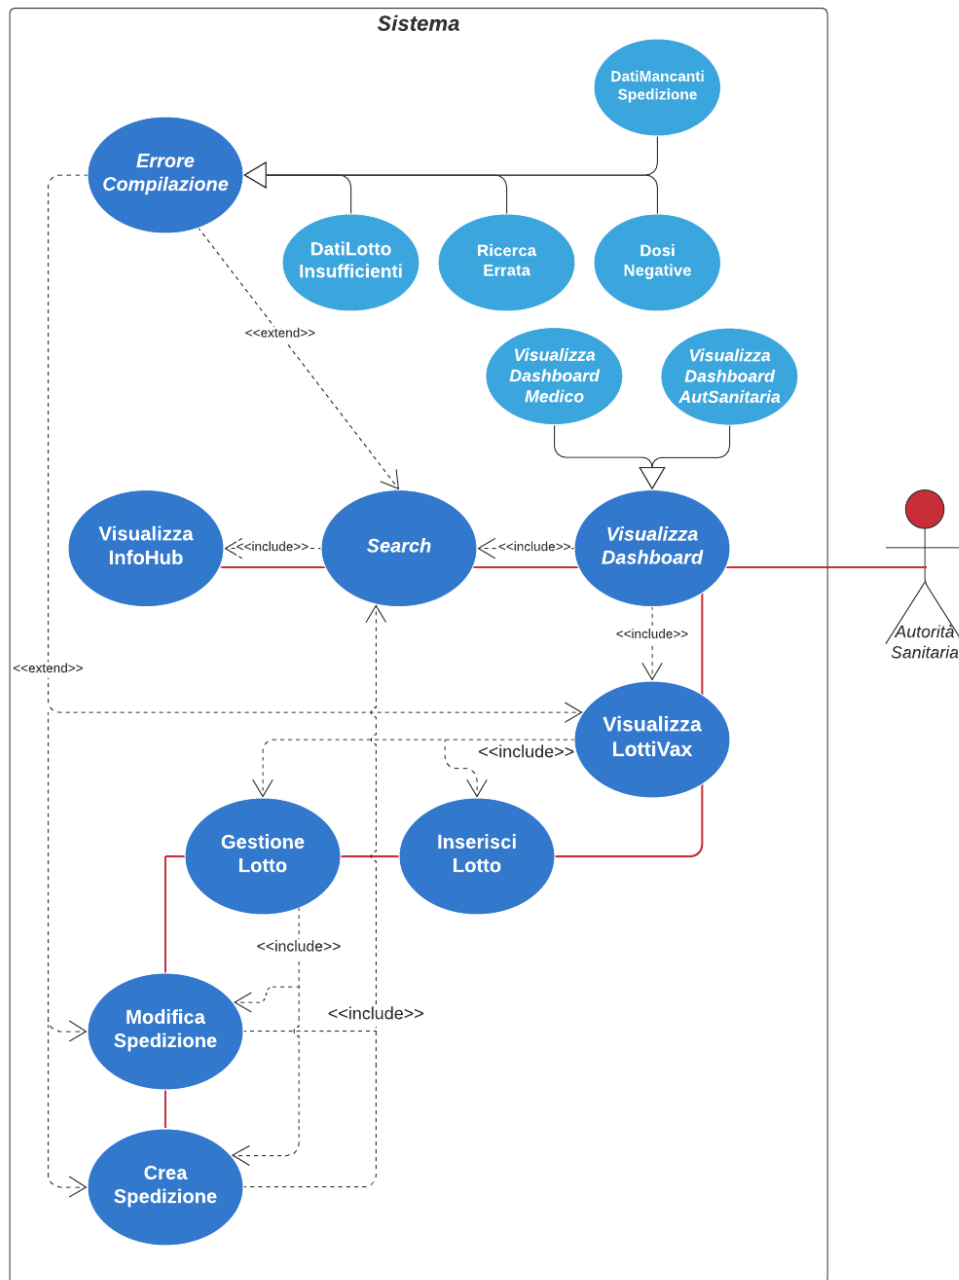 Sistema
DatiMancanti
Spedizione
Errore
Compilazione
DatiLotto
Insufficienti
Ricerca
Errata
Dosi
Negative
<<extend>>
Visualizza
Dashboard
Medico
Visualizza
Dashboard
AutSanitaria
Visualizza
InfoHub
<<include>>
Search
<<include>>
Visualizza
Dashboard
Autorità
Sanitaria
<<include>>
<<extend>>
Visualizza
LottiVax
<<include>>
Gestione
Lotto
Inserisci
Lotto
<<include>>
<<include>>
Modifica
Spedizione
Crea
Spedizione